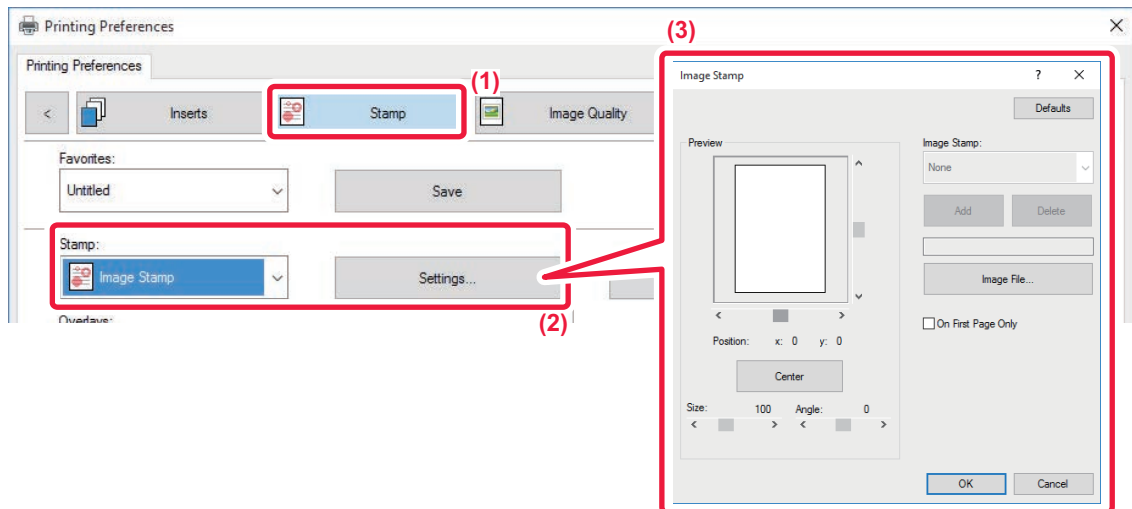 Printing Preferences
Printing Preferences
(1)
Inserts
Stamp
Image Quality
Favorites:
Untitled
Save
Stamp:
Image Stamp
Settings...
(2)
Overlays:
(3)
Image Stamp
Defaults
Preview
Image Stamp:
None
Add
Delete
Image File...
On First Page Only
Position: x: 0 y: 0
Center
Size: 100 Angle: 0
OK
Cancel